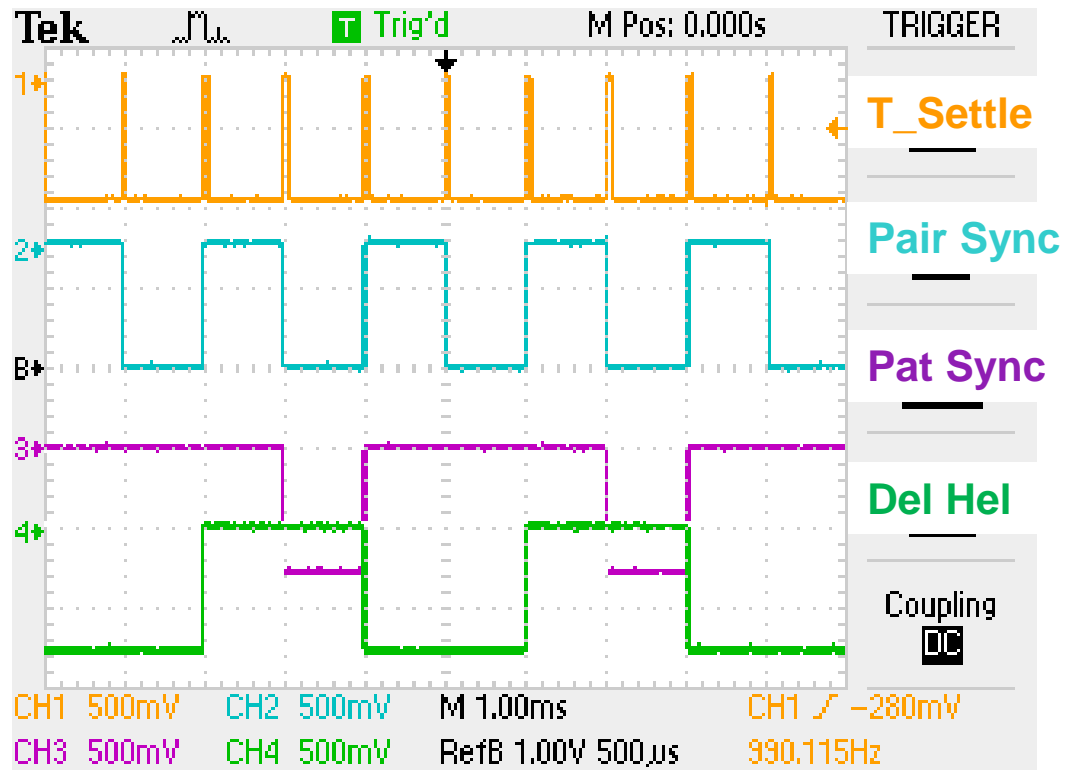 Tek T Trig'd M Pos: 0.000s TRIGGER
1
T_Settle
2
Pair Sync
B
Pat Sync
3
Del Hel
4
Coupling
DC
CH1 500mV CH2 500mV M 1.00ms CH1 -280mV
CH3 500mV CH4 500mV RefB 1.00V 500µs 990.115Hz